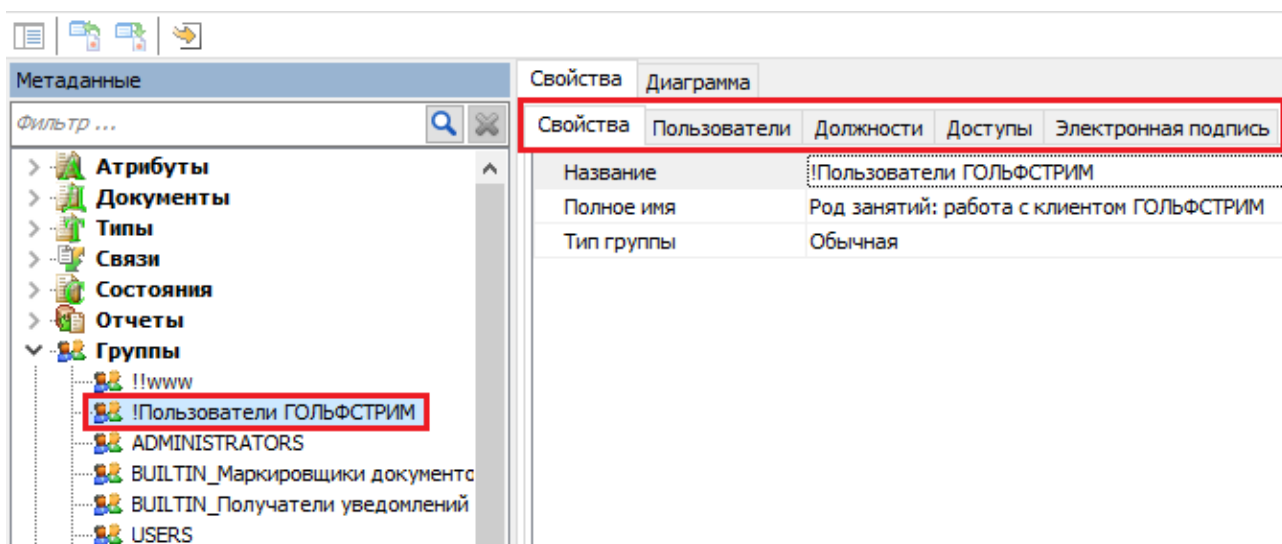 Метаданные
Фильтр ...
Атрибуты
Документы
Типы
Связи
Состояния
Отчеты
Группы
!!www
!Пользователи ГОЛЬФСТРИМ
ADMINISTRATORS
BUILTIN_Маркировщики документо
BUILTIN_Получатели уведомлений
USERS
Свойства Диаграмма
Свойства Пользователи Должности Доступы Электронная подпись
Название !Пользователи ГОЛЬФСТРИМ
Полное имя Род занятий: работа с клиентом ГОЛЬФСТРИМ
Тип группы Обычная